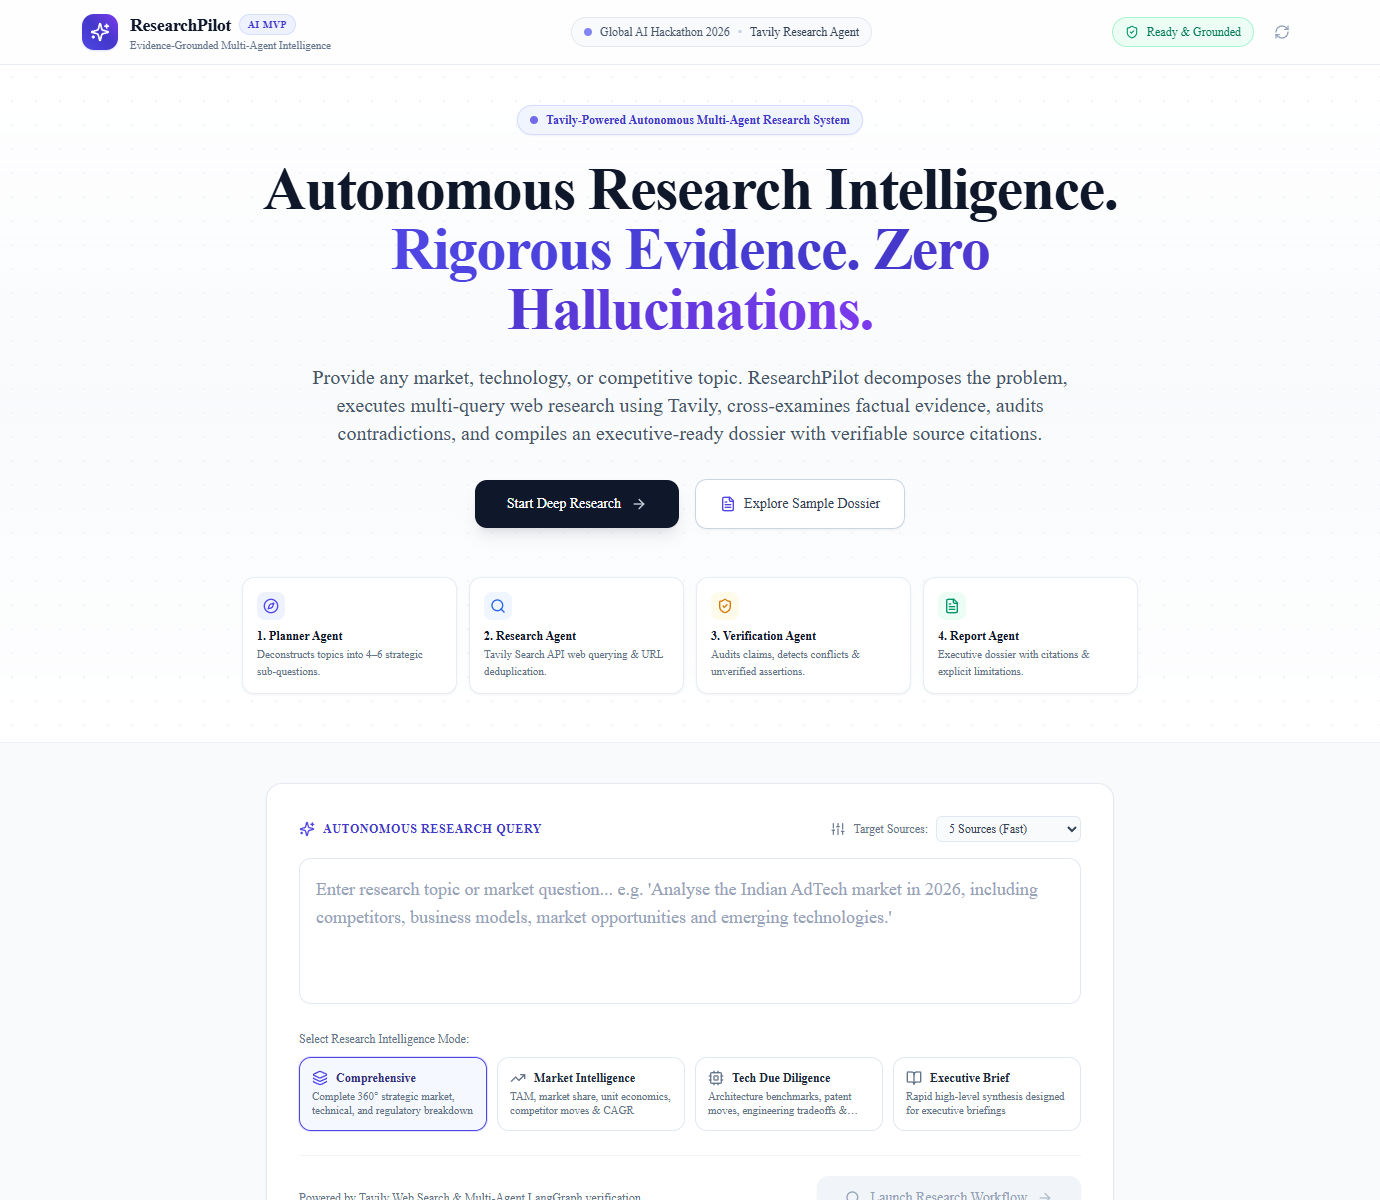 ResearchPilot AI MVP
Evidence-Grounded Multi-Agent Intelligence
Global AI Hackathon 2026 • Tavily Research Agent
Ready & Grounded
Tavily-Powered Autonomous Multi-Agent Research System
Autonomous Research Intelligence.
Rigorous Evidence. Zero
Hallucinations.
Provide any market, technology, or competitive topic. ResearchPilot decomposes the problem,
executes multi-query web research using Tavily, cross-examines factual evidence, audits
contradictions, and compiles an executive-ready dossier with verifiable source citations.
Start Deep Research →
Explore Sample Dossier
1. Planner Agent
Deconstructs topics into 4–6 strategic
sub-questions.
2. Research Agent
Tavily Search API web querying & URL
deduplication.
3. Verification Agent
Audits claims, detects conflicts &
unverified assertions.
4. Report Agent
Executive dossier with citations &
explicit limitations.
AUTONOMOUS RESEARCH QUERY
Target Sources: 5 Sources (Fast)
Enter research topic or market question... e.g. 'Analyse the Indian AdTech market in 2026, including
competitors, business models, market opportunities and emerging technologies.'
Select Research Intelligence Mode:
Comprehensive
Complete 360° strategic market,
technical, and regulatory breakdown
Market Intelligence
TAM, market share, unit economics,
competitor moves & CAGR
Tech Due Diligence
Architecture benchmarks, patent
moves, engineering tradeoffs &...
Executive Brief
Rapid high-level synthesis designed
for executive briefings
Powered by Tavily Web Search & Multi-Agent LangGraph verification
Launch Research Workflow →